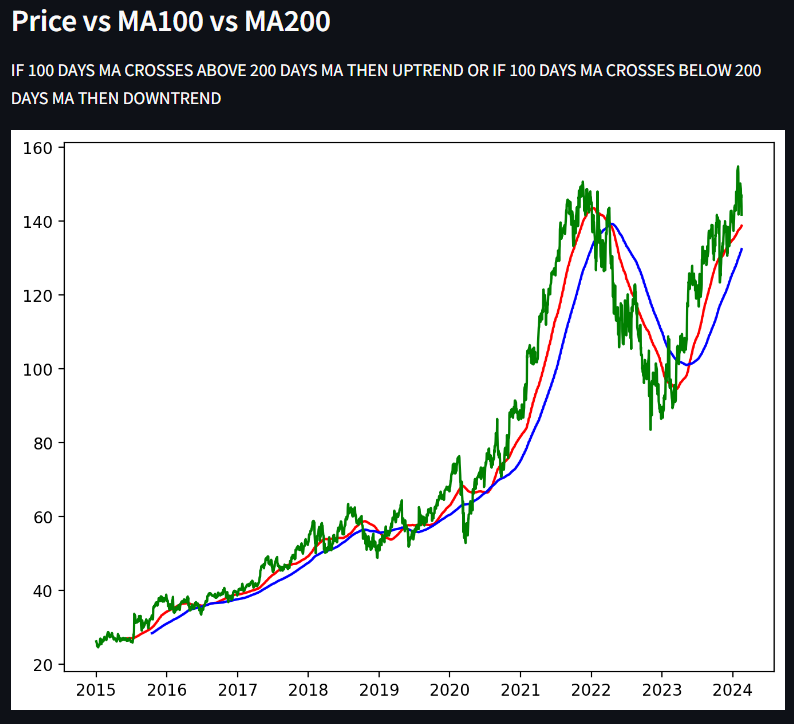 Price vs MA100 vs MA200
IF 100 DAYS MA CROSSES ABOVE 200 DAYS MA THEN UPTREND OR IF 100 DAYS MA CROSSES BELOW 200
DAYS MA THEN DOWNTREND
160
140
120
100
80
60
40
20
2015 2016 2017 2018 2019 2020 2021 2022 2023 2024